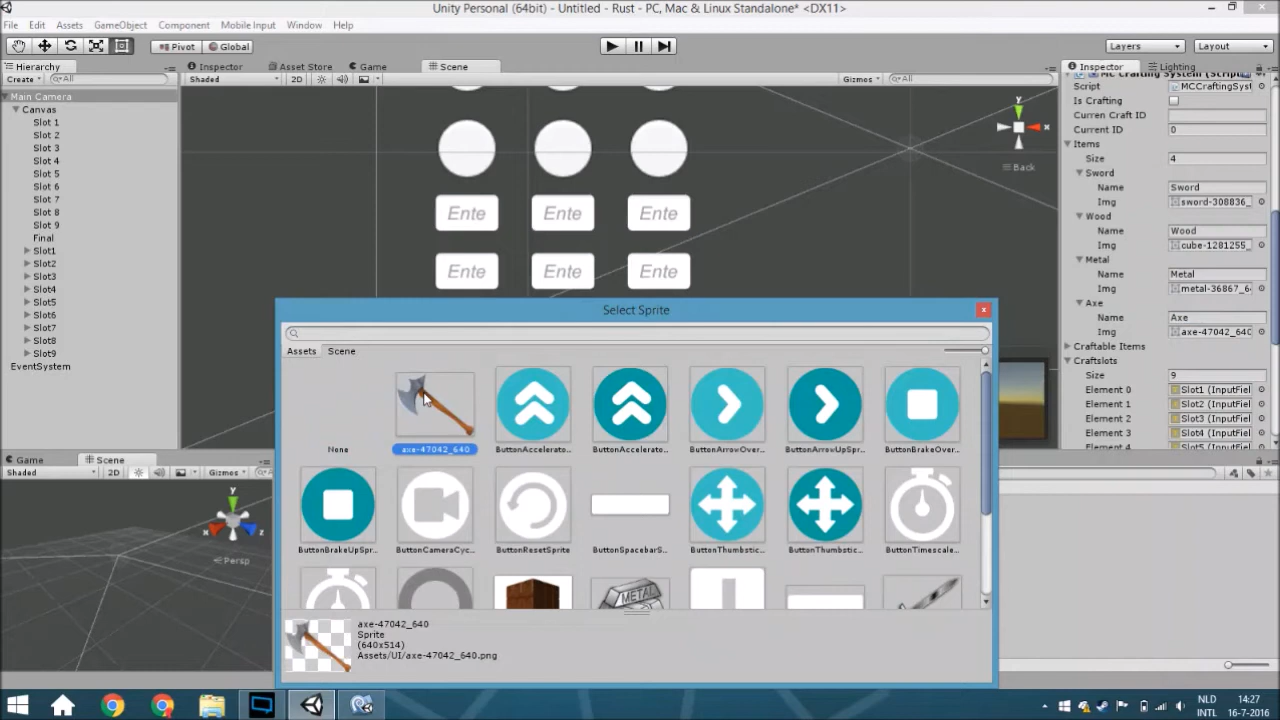 Unity Personal (64bit) - Untitled - Rust - PC, Mac & Linux Standalone* <DX11>
File Edit Assets GameObject Component Mobile Input Window Help
Pivot Global Layers Layout
Hierarchy Inspector Asset Store Game Scene Inspector Lighting
Create All Shaded 2D Gizmos All
MC Crafting System (Script)
Main Camera
Canvas
Slot 1
Slot 2
Slot 3
Slot 4
Slot 5
Slot 6
Slot 7
Slot 8
Slot 9
Final
Slot1
Slot2
Slot3
Slot4
Slot5
Slot6
Slot7
Slot8
Slot9
EventSystem
y
x
Back
Ente Ente Ente
Ente Ente Ente
Script MCCraftingSyst
Is Crafting
Curren Craft ID
Current ID 0
Items
Size 4
Sword
Name Sword
Img sword-308836_
Wood
Name Wood
Img cube-1281255_
Metal
Name Metal
Img metal-36867_6
Axe
Name Axe
Img axe-47042_640
Craftable Items
Craftslots
Size 9
Element 0 Slot1 (InputFiel
Element 1 Slot2 (InputFiel
Element 2 Slot3 (InputFiel
Element 3 Slot4 (InputFiel
Element 4 Slot5 (InputFiel
Select Sprite
Assets Scene
None axe-47042_640 ButtonAccelerato... ButtonAccelerato... ButtonArrowOver... ButtonArrowUpSpr... ButtonBrakeOver...
ButtonBrakeUpSpr... ButtonCameraCyc... ButtonResetSprite ButtonSpacebarS... ButtonThumbstic... ButtonThumbstic... ButtonTimescale...
METAL
axe-47042_640
Sprite
(640x514)
Assets/UI/axe-47042_640.png
Game Scene
Shaded 2D Gizmos
y
x
z
Persp
NLD 14:27
INTL 16-7-2016